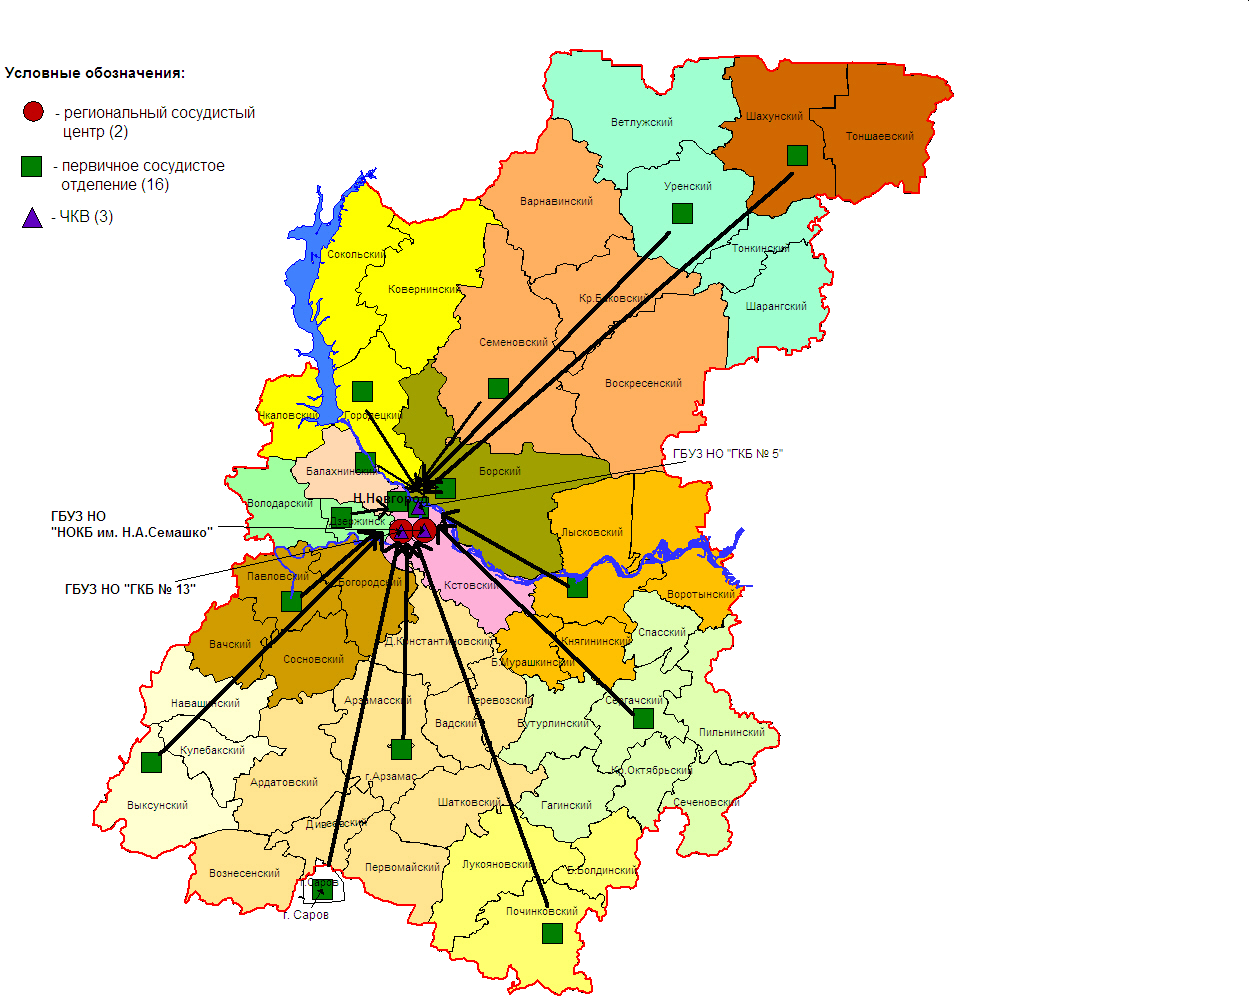 Условные обозначения:
- региональный сосудистый
центр (2)
- первичное сосудистое
отделение (16)
- ЧКВ (3)
Ветлужский
Шахунский
Тоншаевский
Уренский
Варнавинский
Тонкинский
Сокольский
Ковернинский
Кр.Баковский
Шарангский
Семеновский
Воскресенский
Чкаловский
Городецкий
ГБУЗ НО "ГКБ № 5"
Балахнинский
Борский
Володарский
Н.Новгород
ГБУЗ НО
"НОКБ им. Н.А.Семашко"
Дзержинск
Лысковский
ГБУЗ НО "ГКБ № 13"
Павловский
Богородский
Кстовский
Воротынский
Вачский
Сосновский
Д.Константиновский
Княгининский
Спасский
Б.Мурашкинский
Навашинский
Арзамасский
Перевозский
Сергачский
Вадский
Бутурлинский
Пильнинский
Кулебакский
г.Арзамас
Кр.Октябрьский
Ардатовский
Выксунский
Шатковский
Гагинский
Сеченовский
Дивеевский
Вознесенский
Первомайский
Лукояновский
Б.Болдинский
г.Саров
г. Саров
Починковский